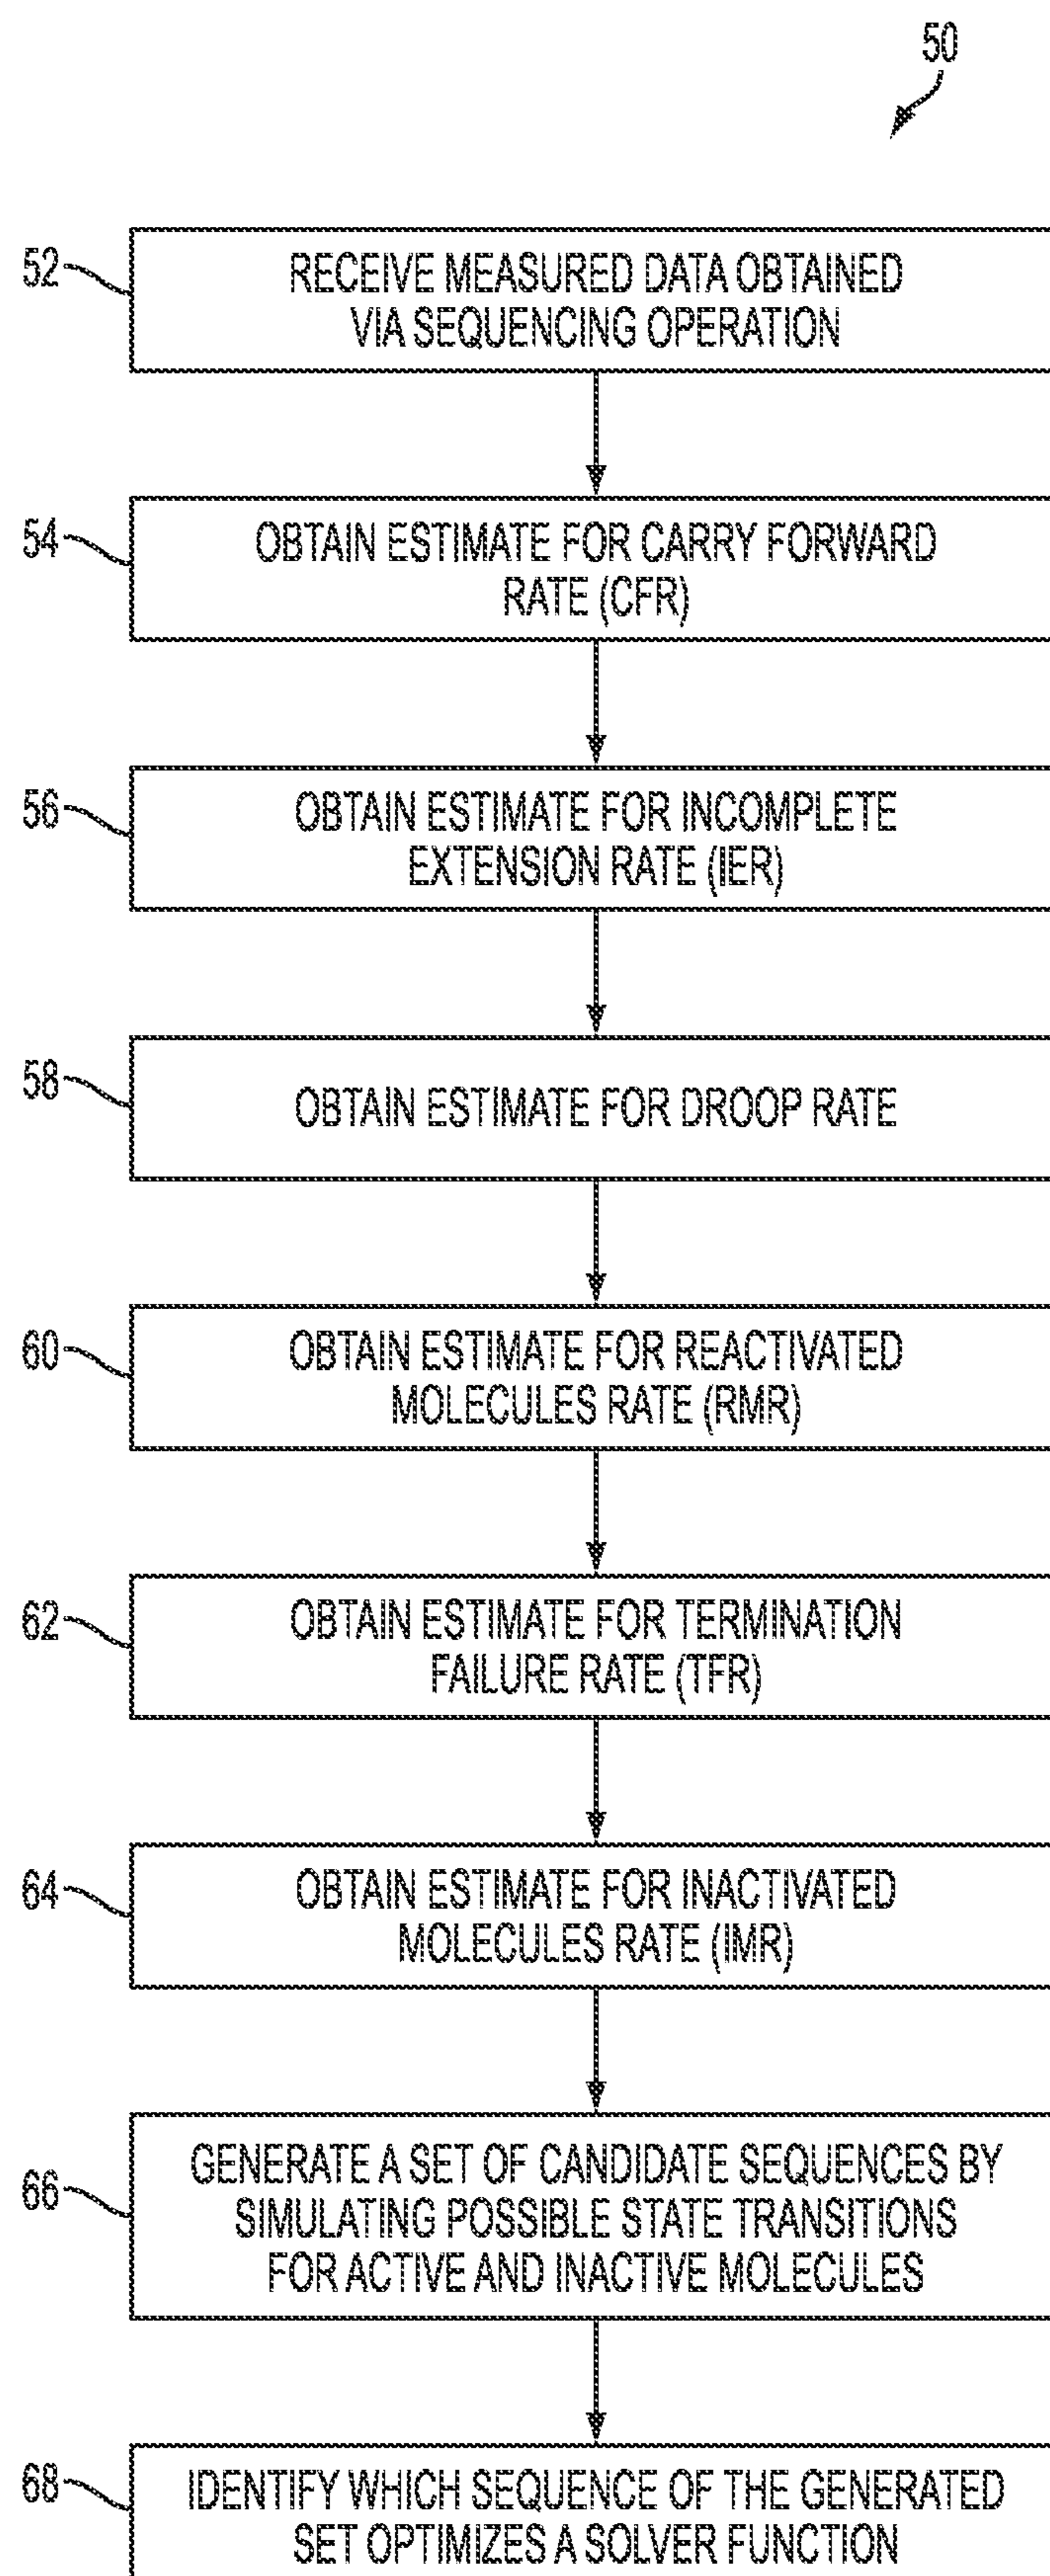 50
52
RECEIVE MEASURED DATA OBTAINED
VIA SEQUENCING OPERATION
54
OBTAIN ESTIMATE FOR CARRY FORWARD
RATE (CFR)
56
OBTAIN ESTIMATE FOR INCOMPLETE
EXTENSION RATE (IER)
58
OBTAIN ESTIMATE FOR DROOP RATE
60
OBTAIN ESTIMATE FOR REACTIVATED
MOLECULES RATE (RMR)
62
OBTAIN ESTIMATE FOR TERMINATION
FAILURE RATE (TFR)
64
OBTAIN ESTIMATE FOR INACTIVATED
MOLECULES RATE (IMR)
66
GENERATE A SET OF CANDIDATE SEQUENCES BY
SIMULATING POSSIBLE STATE TRANSITIONS
FOR ACTIVE AND INACTIVE MOLECULES
68
IDENTIFY WHICH SEQUENCE OF THE GENERATED
SET OPTIMIZES A SOLVER FUNCTION